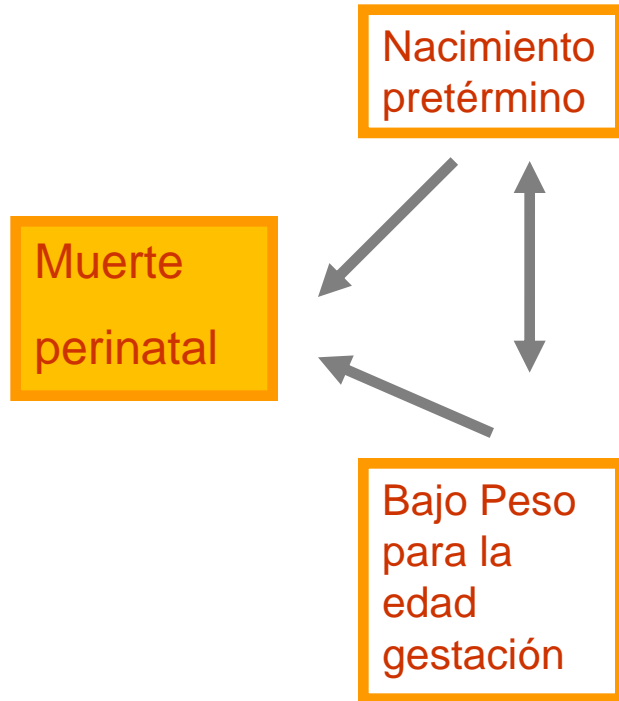 Nacimiento
pretérmino
Muerte
perinatal
Bajo Peso
para la
edad
gestación